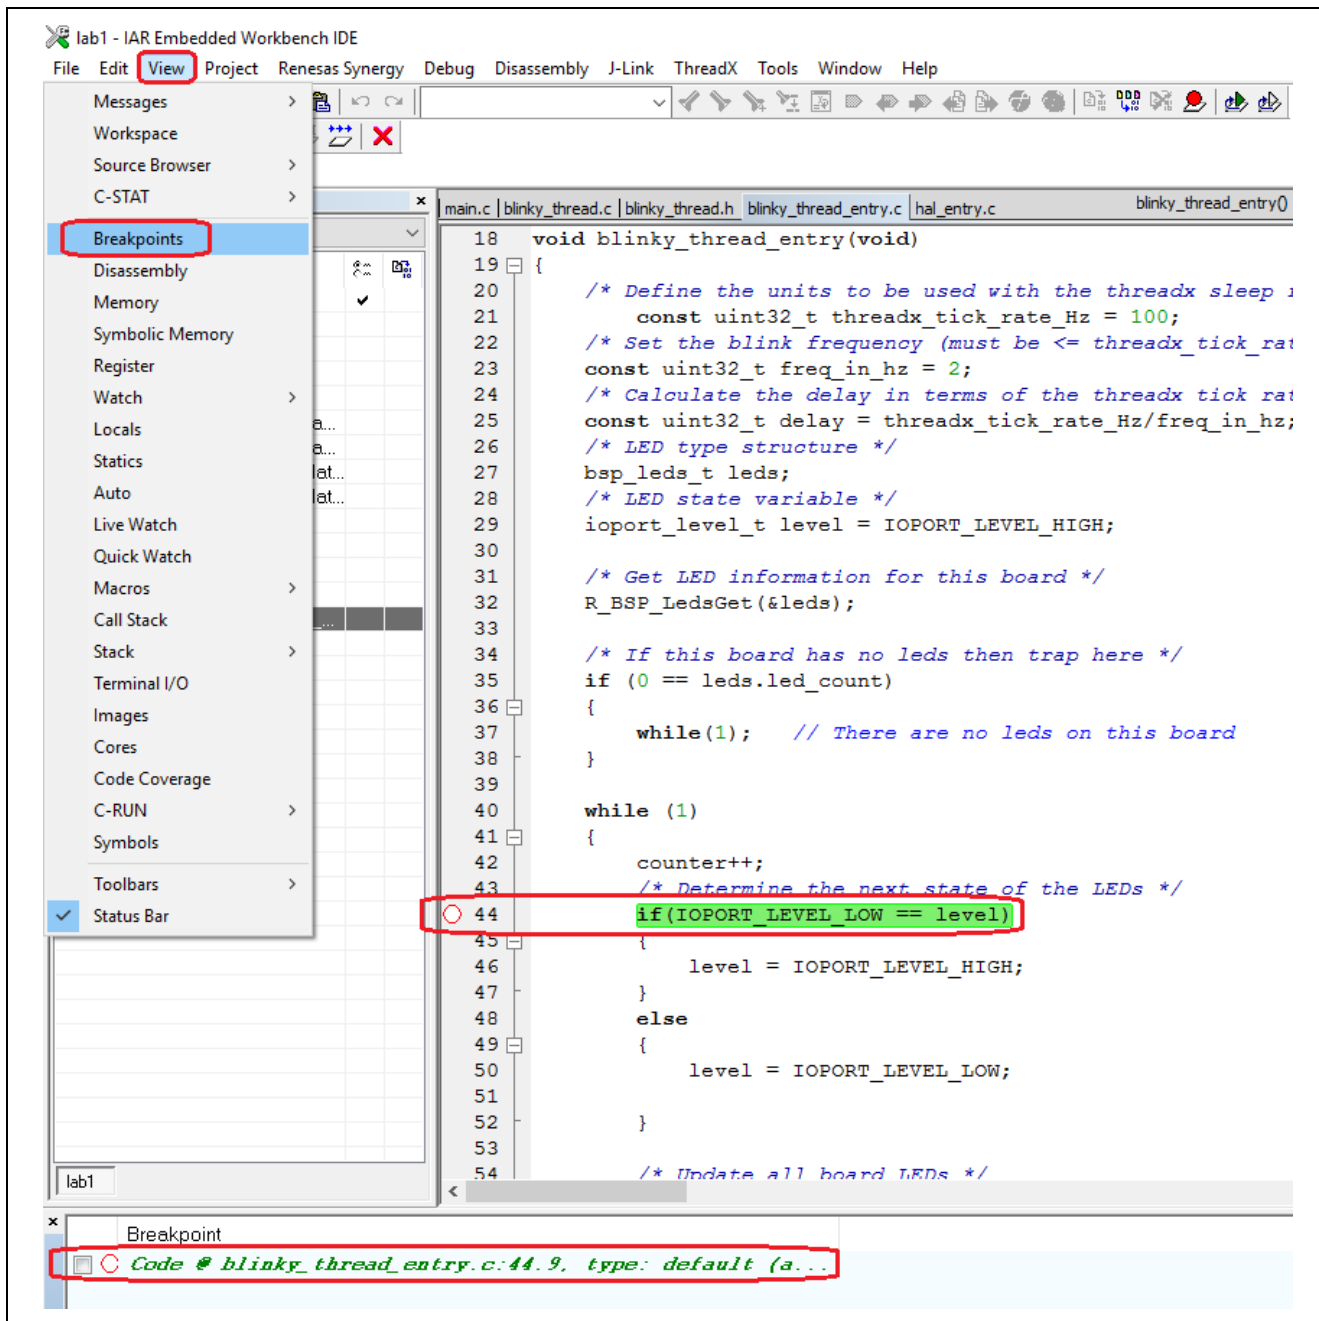 lab1 - IAR Embedded Workbench IDE
File Edit View Project Renesas Synergy Debug Disassembly J-Link ThreadX Tools Window Help
Messages
Workspace
Source Browser
C-STAT
Breakpoints
Disassembly
Memory
Symbolic Memory
Register
Watch
Locals
Statics
Auto
Live Watch
Quick Watch
Macros
Call Stack
Stack
Terminal I/O
Images
Cores
Code Coverage
C-RUN
Symbols
Toolbars
Status Bar
a...
a...
lat...
lat...
lab1
main.c blinky_thread.c blinky_thread.h blinky_thread_entry.c hal_entry.c blinky_thread_entry()
18 void blinky_thread_entry(void)
19 {
20 /* Define the units to be used with the threadx sleep
21 const uint32_t threadx_tick_rate_Hz = 100;
22 /* Set the blink frequency (must be <= threadx_tick_rat
23 const uint32_t freq_in_hz = 2;
24 /* Calculate the delay in terms of the threadx tick rat
25 const uint32_t delay = threadx_tick_rate_Hz/freq_in_hz;
26 /* LED type structure */
27 bsp_leds_t leds;
28 /* LED state variable */
29 ioport_level_t level = IOPORT_LEVEL_HIGH;
30
31 /* Get LED information for this board */
32 R_BSP_LedsGet(&leds);
33
34 /* If this board has no leds then trap here */
35 if (0 == leds.led_count)
36 {
37 while(1); // There are no leds on this board
38 }
39
40 while (1)
41 {
42 counter++;
43 /* Determine the next state of the LEDs */
44 if(IOPORT_LEVEL_LOW == level)
45 {
46 level = IOPORT_LEVEL_HIGH;
47 }
48 else
49 {
50 level = IOPORT_LEVEL_LOW;
51
52 }
53
54 /* Update all board LEDs */
Breakpoint
Code @ blinky_thread_entry.c:44.9, type: default (a...